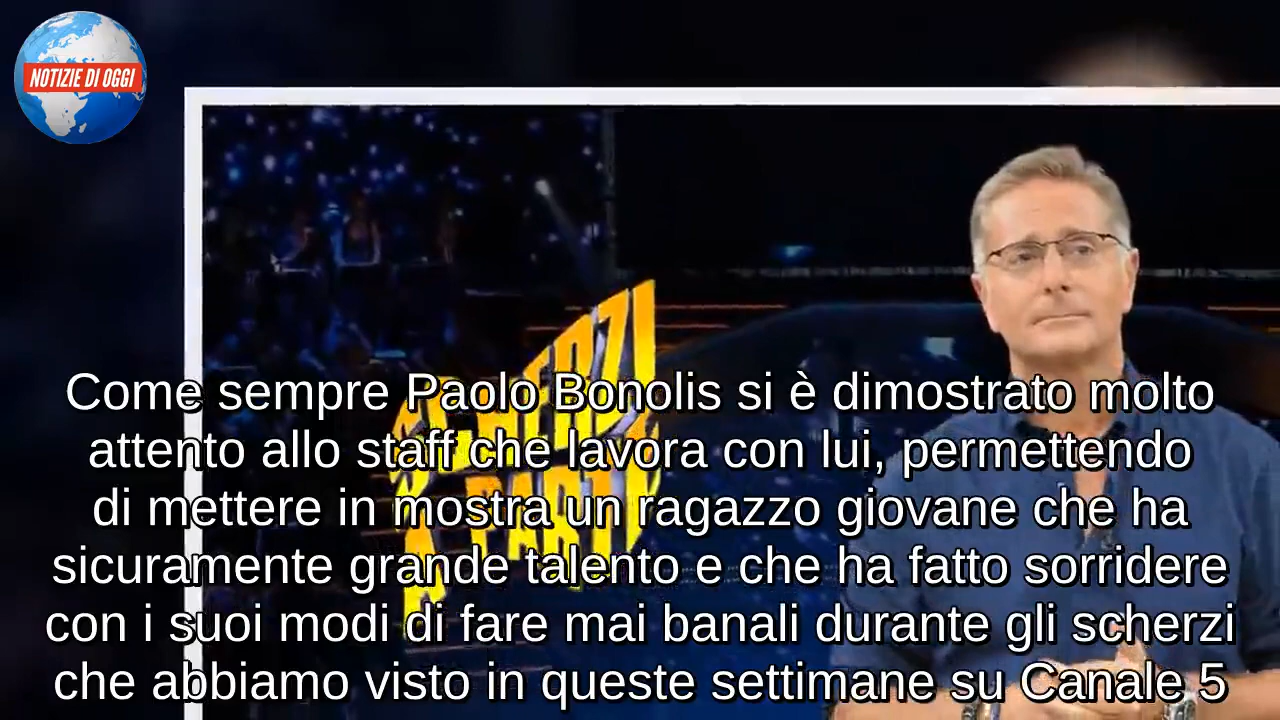 NOTIZIE DI OGGI
Come sempre Paolo Bonolis si è dimostrato molto
attento allo staff che lavora con lui, permettendo
di mettere in mostra un ragazzo giovane che ha
sicuramente grande talento e che ha fatto sorridere
con i suoi modi di fare mai banali durante gli scherzi
che abbiamo visto in queste settimane su Canale 5